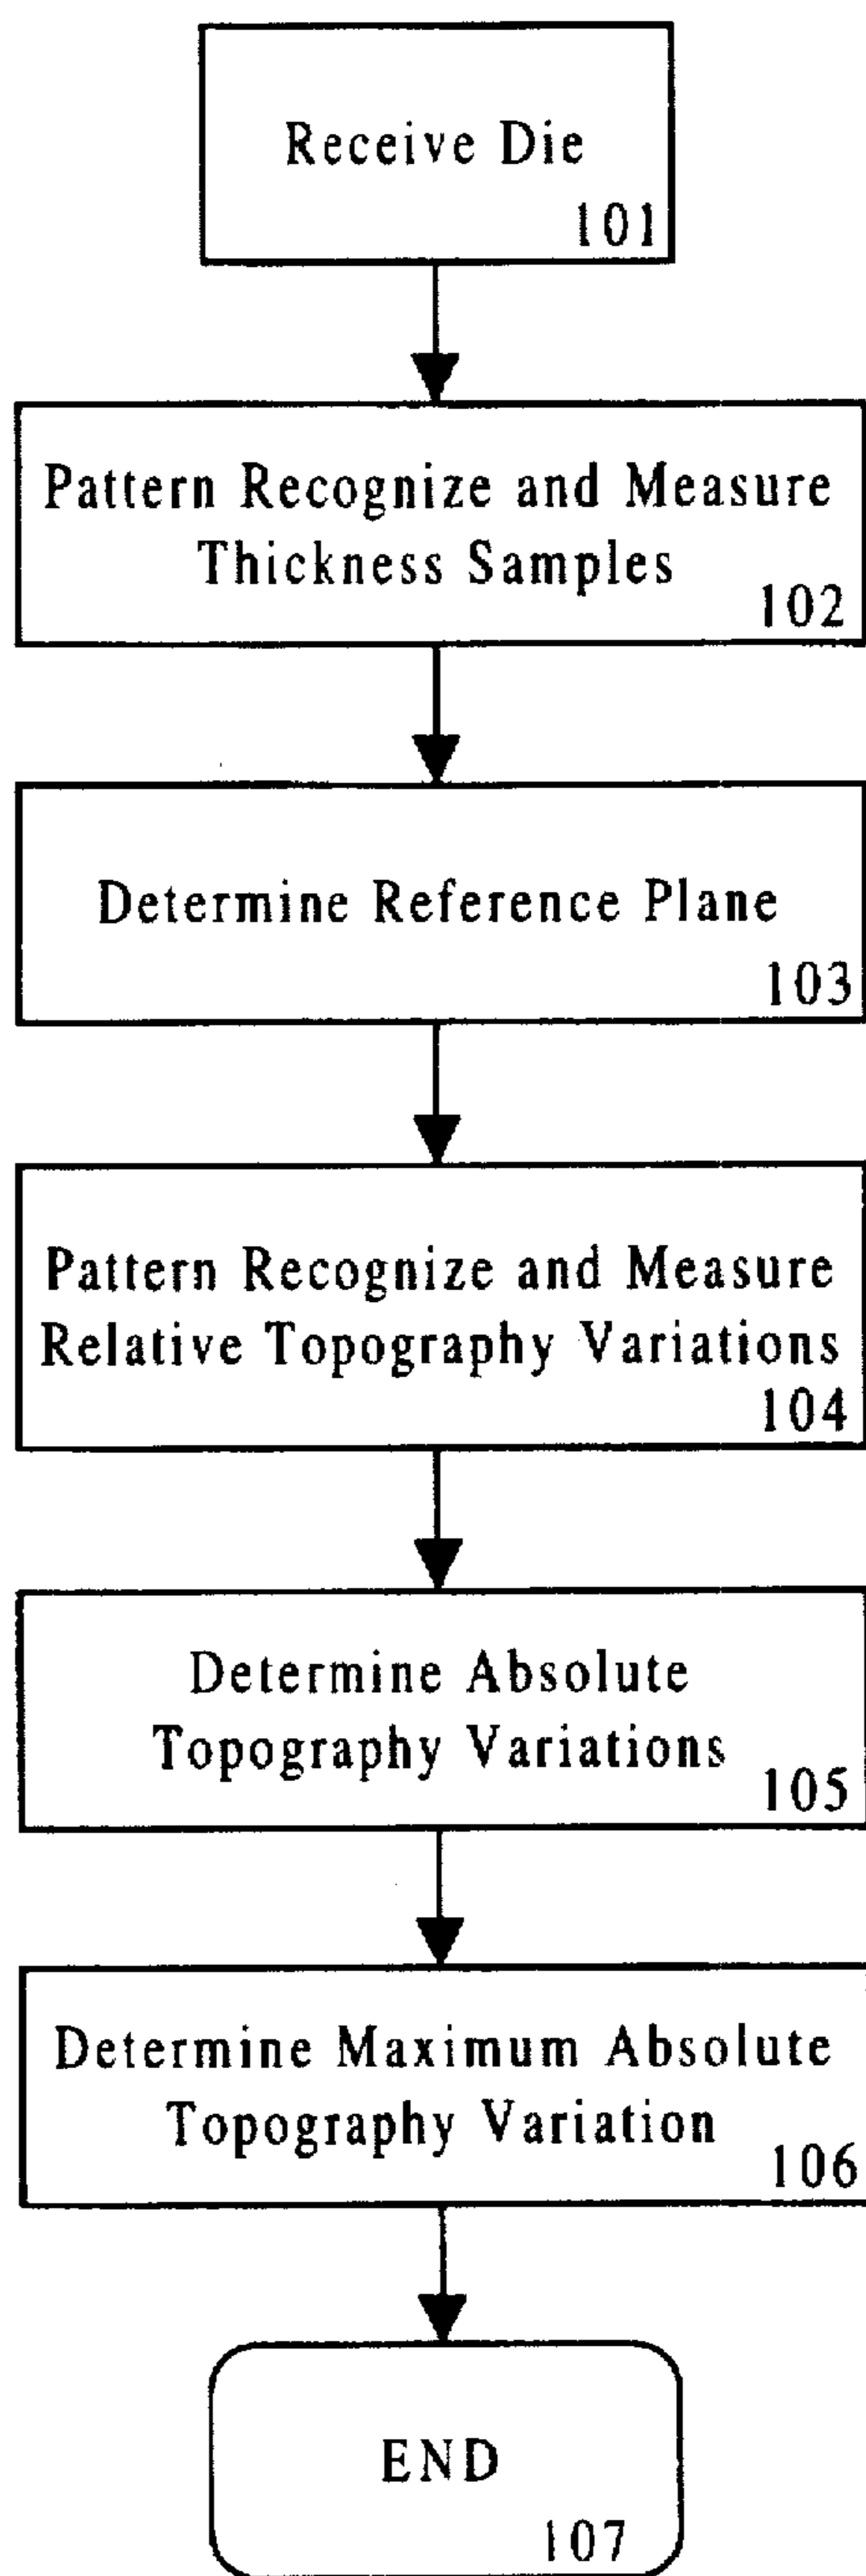 Receive Die
101
Pattern Recognize and Measure
Thickness Samples
102
Determine Reference Plane
103
Pattern Recognize and Measure
Relative Topography Variations
104
Determine Absolute
Topography Variations
105
Determine Maximum Absolute
Topography Variation
106
END
107